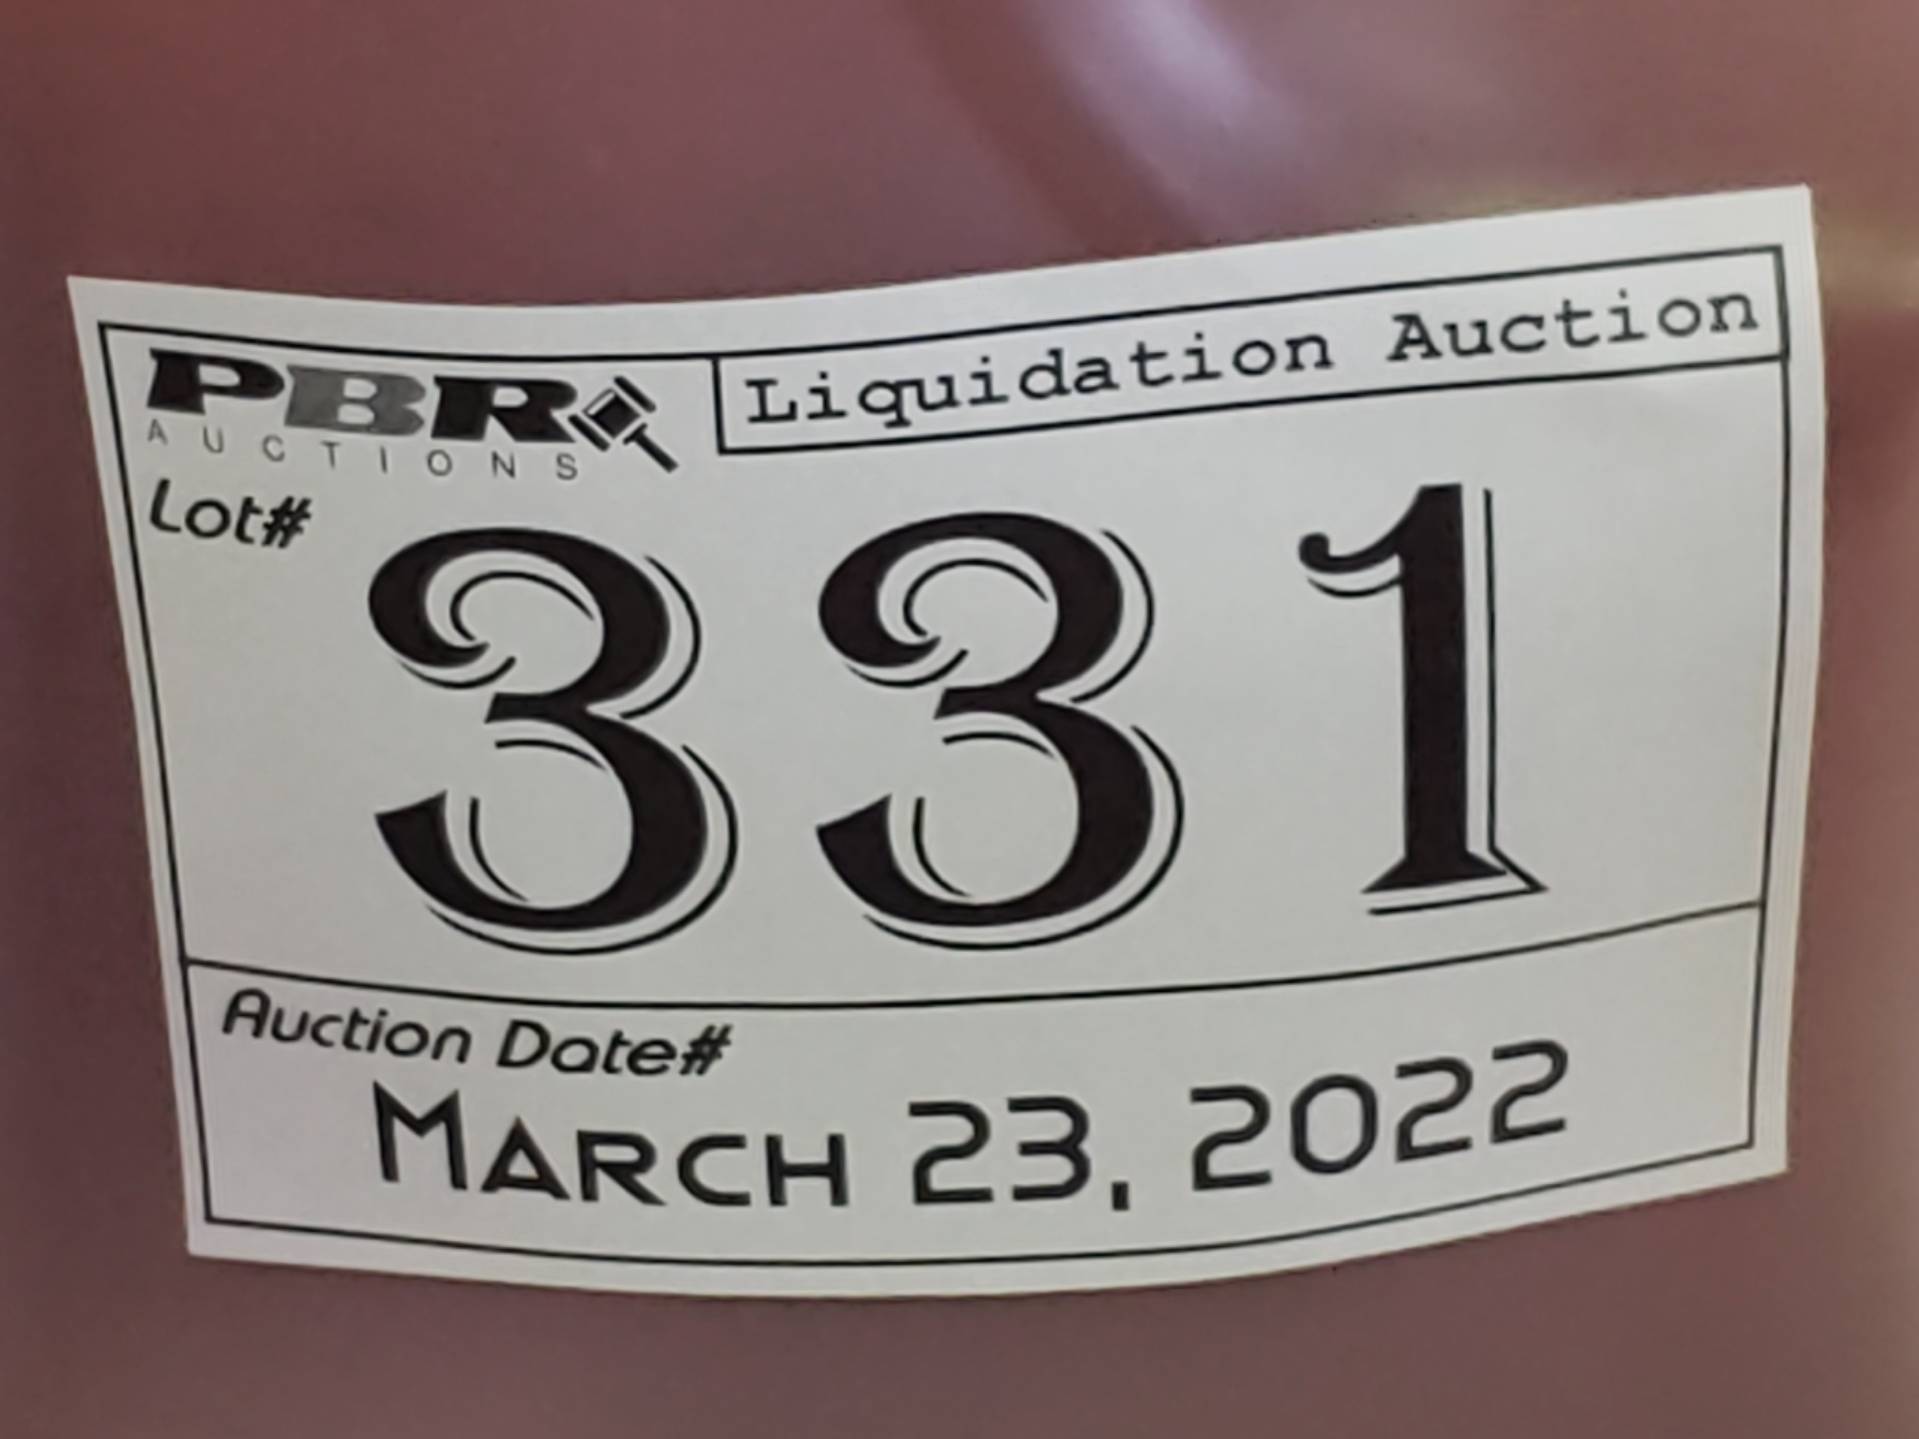 PBR
AUCTIONS
Liquidation Auction
Lot#
331
Auction Date#
MARCH 23, 2022